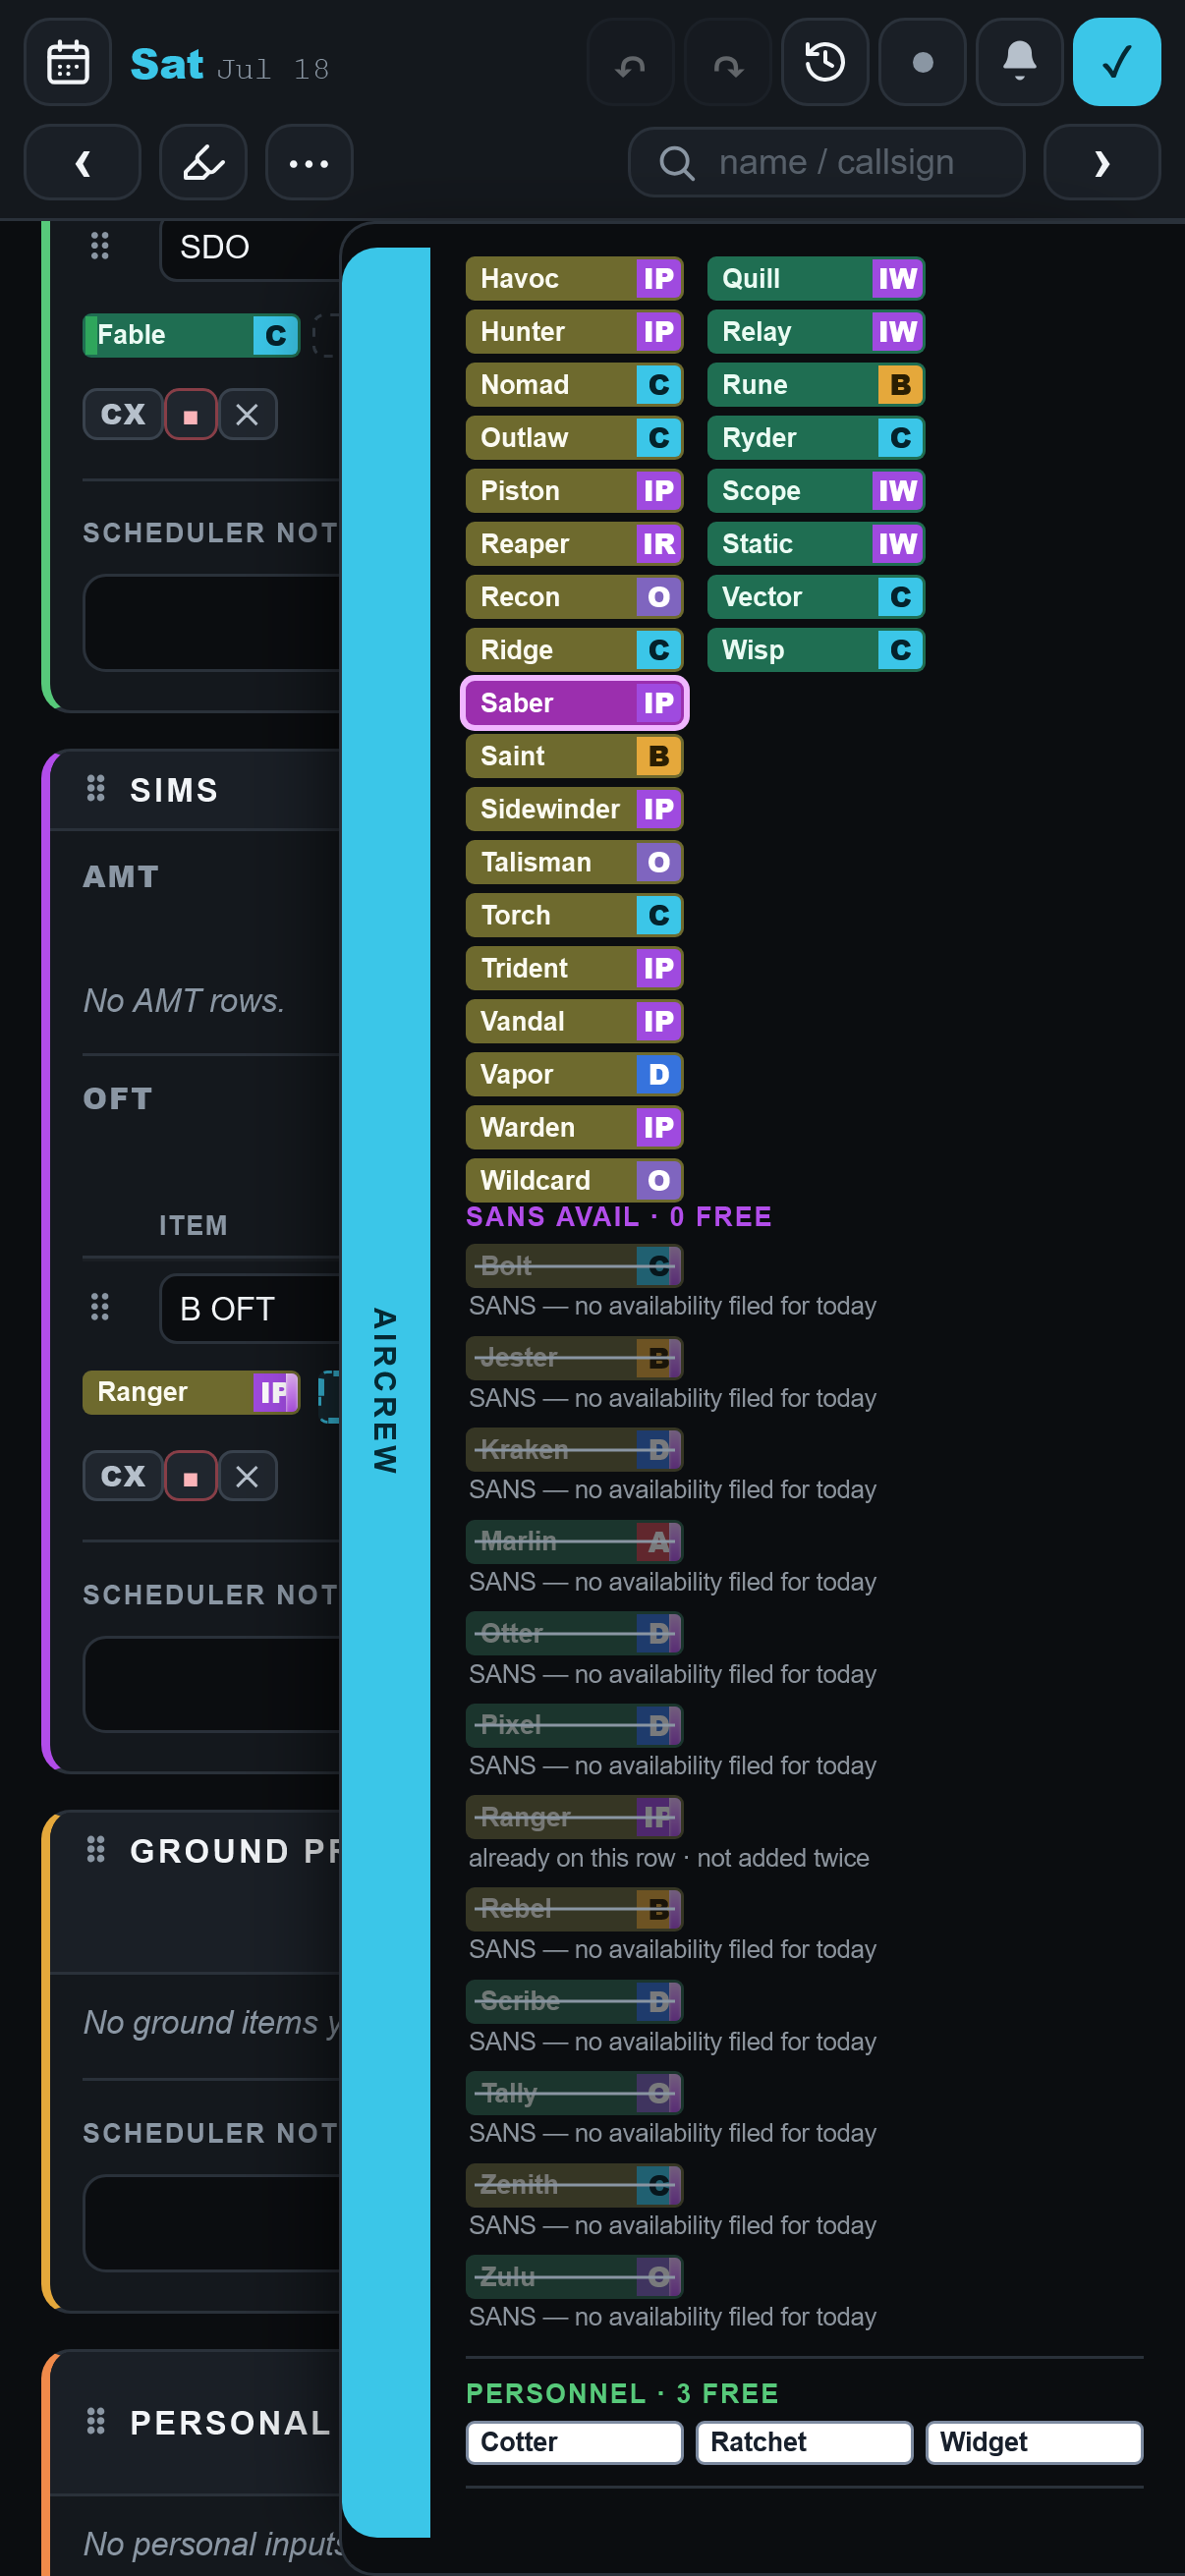 Sat Jul 18
name / callsign
SDO
Fable C
CX
SCHEDULER NOT
SIMS
AMT
No AMT rows.
OFT
ITEM
B OFT
Ranger IP
CX
SCHEDULER NOT
GROUND PR
No ground items y
SCHEDULER NOT
PERSONAL
No personal inputs
AIRCREW
Havoc IP Quill IW
Hunter IP Relay IW
Nomad C Rune B
Outlaw C Ryder C
Piston IP Scope IW
Reaper IR Static IW
Recon O Vector C
Ridge C Wisp C
Saber IP
Saint B
Sidewinder IP
Talisman O
Torch C
Trident IP
Vandal IP
Vapor D
Warden IP
Wildcard O
SANS AVAIL · 0 FREE
Bolt C
SANS — no availability filed for today
Jester B
SANS — no availability filed for today
Kraken D
SANS — no availability filed for today
Marlin A
SANS — no availability filed for today
Otter D
SANS — no availability filed for today
Pixel D
SANS — no availability filed for today
Ranger IP
already on this row · not added twice
Rebel B
SANS — no availability filed for today
Scribe D
SANS — no availability filed for today
Tally O
SANS — no availability filed for today
Zenith C
SANS — no availability filed for today
Zulu O
SANS — no availability filed for today
PERSONNEL · 3 FREE
Cotter Ratchet Widget